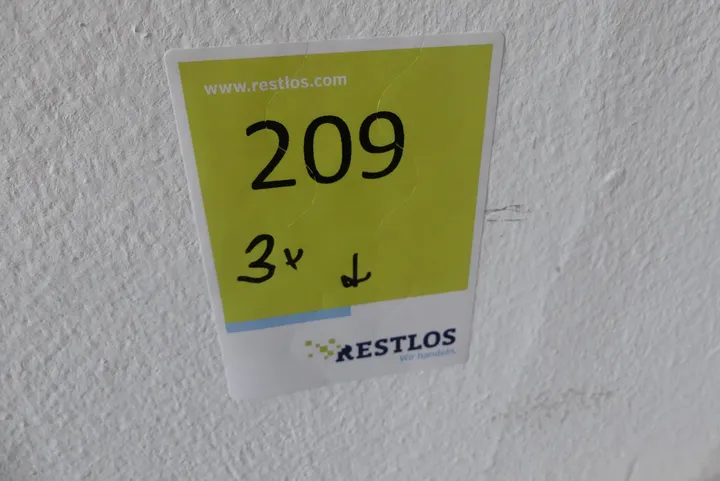 www.restlos.com
209
3x ↓
RESTLOS
Wir handeln.